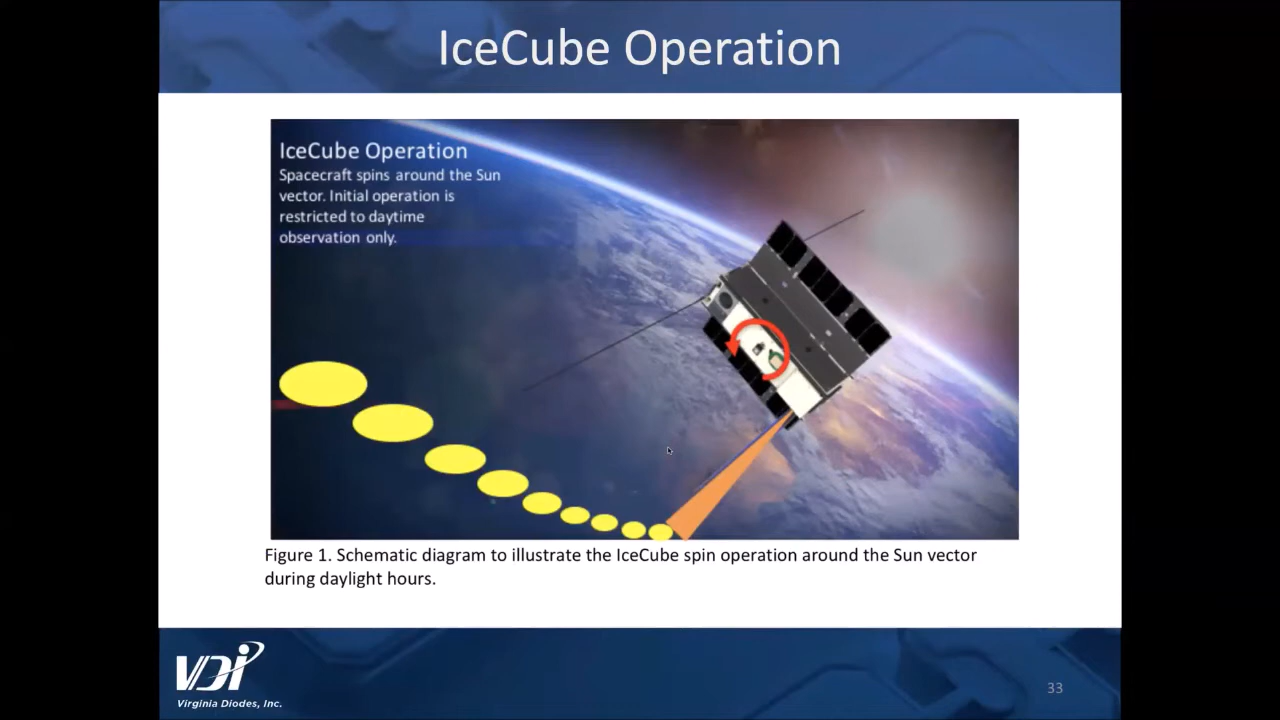 IceCube Operation
IceCube Operation
Spacecraft spins around the Sun
vector. Initial operation is
restricted to daytime
observation only.
Figure 1. Schematic diagram to illustrate the IceCube spin operation around the Sun vector
during daylight hours.
VDI
Virginia Diodes, Inc.
33